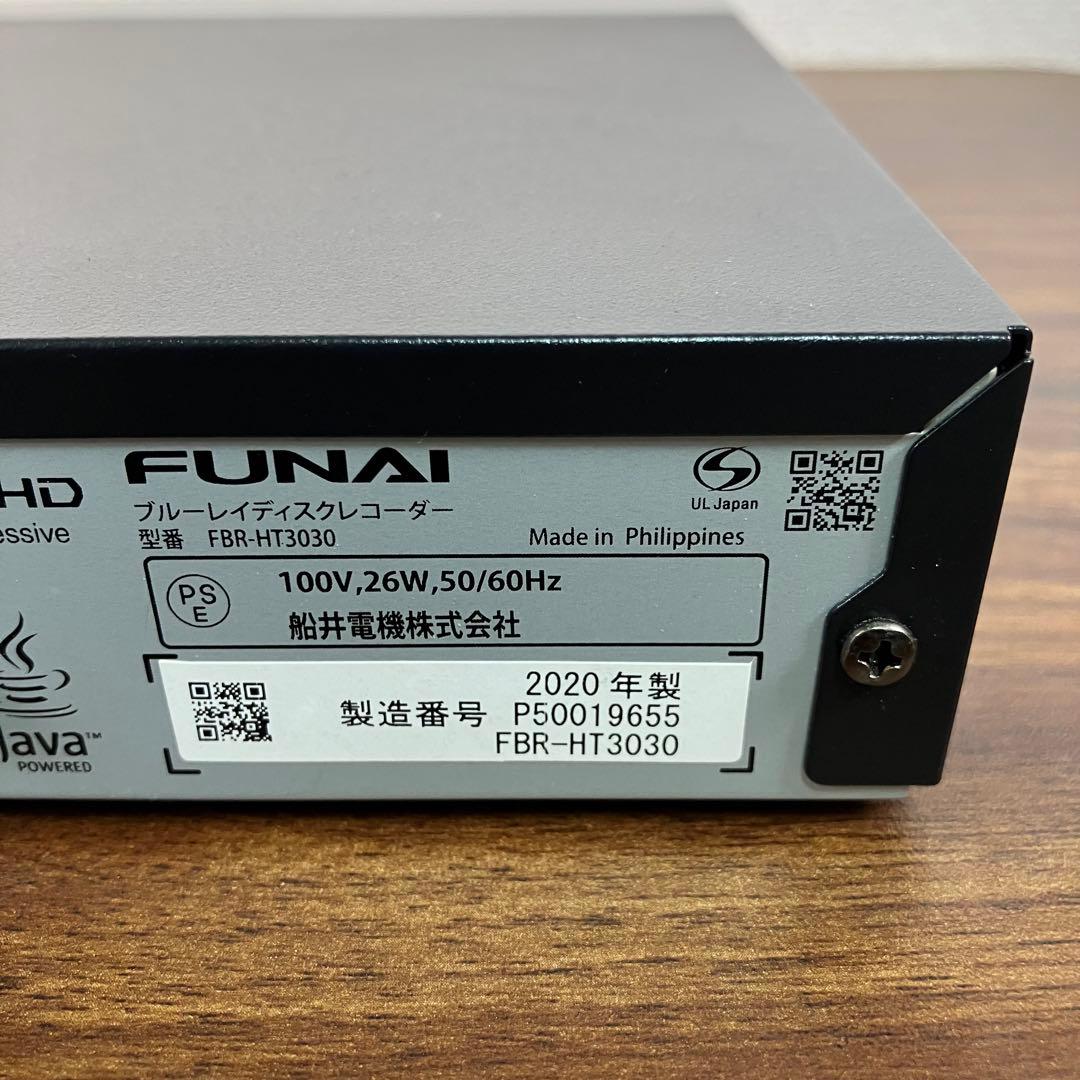 HD
essive
FUNAI
ブルーレイディスクレコーダー
型番 FBR-HT3030
UL Japan
Made in Philippines
PS
E
100V,26W,50/60Hz
船井電機株式会社
Java™
POWERED
2020 年製
製造番号 P50019655
FBR-HT3030